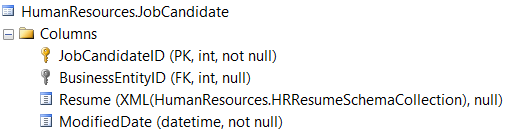 HumanResources.JobCandidate
Columns
JobCandidateID (PK, int, not null)
BusinessEntityID (FK, int, null)
Resume (XML(HumanResources.HRResumeSchemaCollection), null)
ModifiedDate (datetime, not null)